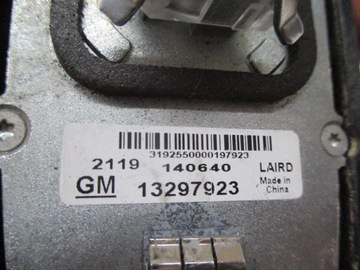 3192550000197923
2119 140640 LAIRD
GM 13297923 Made in
China